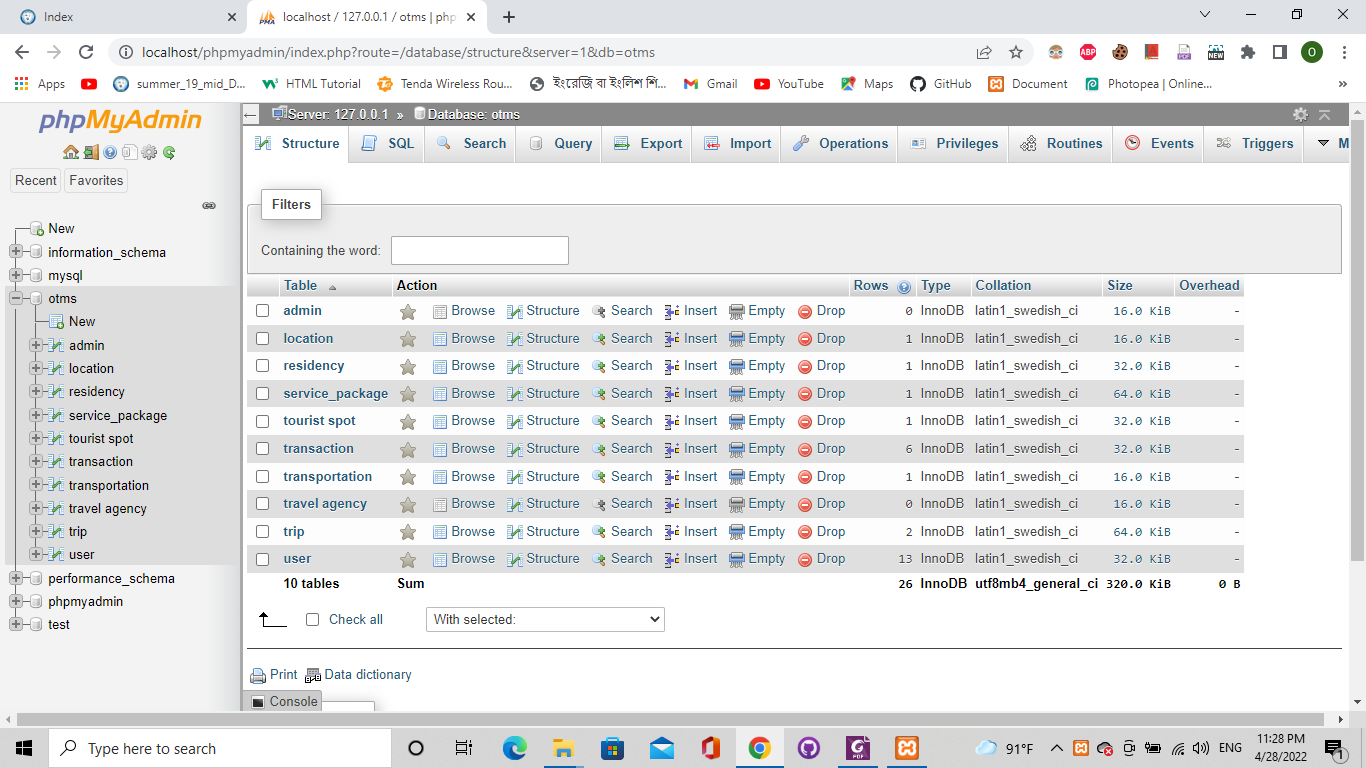 Index
localhost / 127.0.0.1 / otms | php
localhost/phpmyadmin/index.php?route=/database/structure&server=1&db=otms
ABP
PDF
NEW
O
Apps
summer_19_mid_D...
HTML Tutorial
Tenda Wireless Rou...
ইংরেজি বা ইংলিশ শি...
Gmail
YouTube
Maps
GitHub
Document
Photopea | Online...
»
phpMyAdmin
Recent
Favorites
New
information_schema
mysql
otms
New
admin
location
residency
service_package
tourist spot
transaction
transportation
travel agency
trip
user
performance_schema
phpmyadmin
test
Server: 127.0.0.1 » Database: otms
Structure SQL Search Query Export Import Operations Privileges Routines Events Triggers M
Filters
Containing the word:
Table Action Rows Type Collation Size Overhead
admin Browse Structure Search Insert Empty Drop 0 InnoDB latin1_swedish_ci 16.0 KiB -
location Browse Structure Search Insert Empty Drop 1 InnoDB latin1_swedish_ci 16.0 KiB -
residency Browse Structure Search Insert Empty Drop 1 InnoDB latin1_swedish_ci 32.0 KiB -
service_package Browse Structure Search Insert Empty Drop 1 InnoDB latin1_swedish_ci 64.0 KiB -
tourist spot Browse Structure Search Insert Empty Drop 1 InnoDB latin1_swedish_ci 32.0 KiB -
transaction Browse Structure Search Insert Empty Drop 6 InnoDB latin1_swedish_ci 32.0 KiB -
transportation Browse Structure Search Insert Empty Drop 1 InnoDB latin1_swedish_ci 16.0 KiB -
travel agency Browse Structure Search Insert Empty Drop 0 InnoDB latin1_swedish_ci 16.0 KiB -
trip Browse Structure Search Insert Empty Drop 2 InnoDB latin1_swedish_ci 64.0 KiB -
user Browse Structure Search Insert Empty Drop 13 InnoDB latin1_swedish_ci 32.0 KiB -
10 tables Sum 26 InnoDB utf8mb4_general_ci 320.0 KiB 0 B
Check all
With selected:
Print
Data dictionary
Console
Type here to search
91°F
ENG
11:28 PM
4/28/2022
1